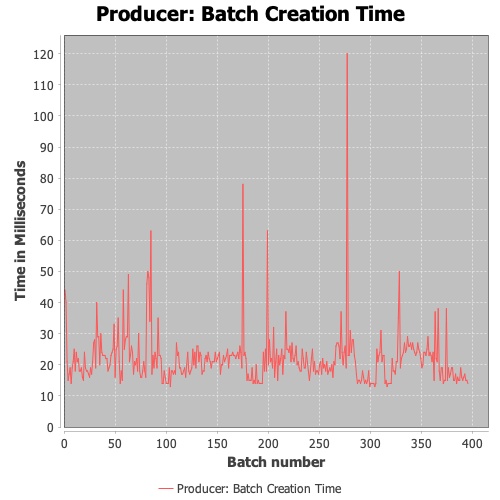 Producer: Batch Creation Time
Time in Milliseconds
120
110
100
90
80
70
60
50
40
30
20
10
0
0 50 100 150 200 250 300 350 400
Batch number
Producer: Batch Creation Time